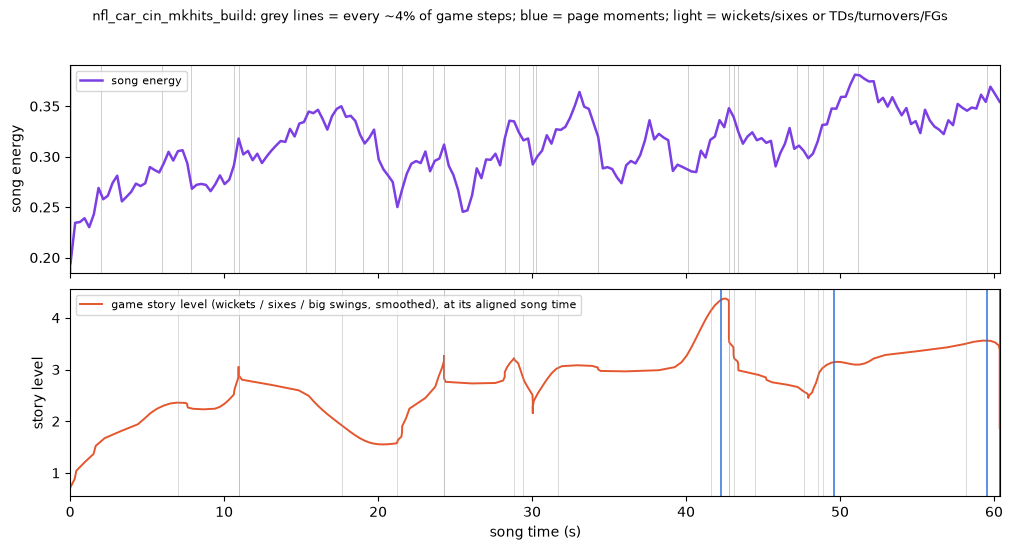 nfl_car_cin_mkhits_build: grey lines = every ~4% of game steps; blue = page moments; light = wickets/sixes or TDs/turnovers/FGs
song energy
song energy
0.35
0.30
0.25
0.20
game story level (wickets / sixes / big swings, smoothed), at its aligned song time
story level
4
3
2
1
0 10 20 30 40 50 60
song time (s)